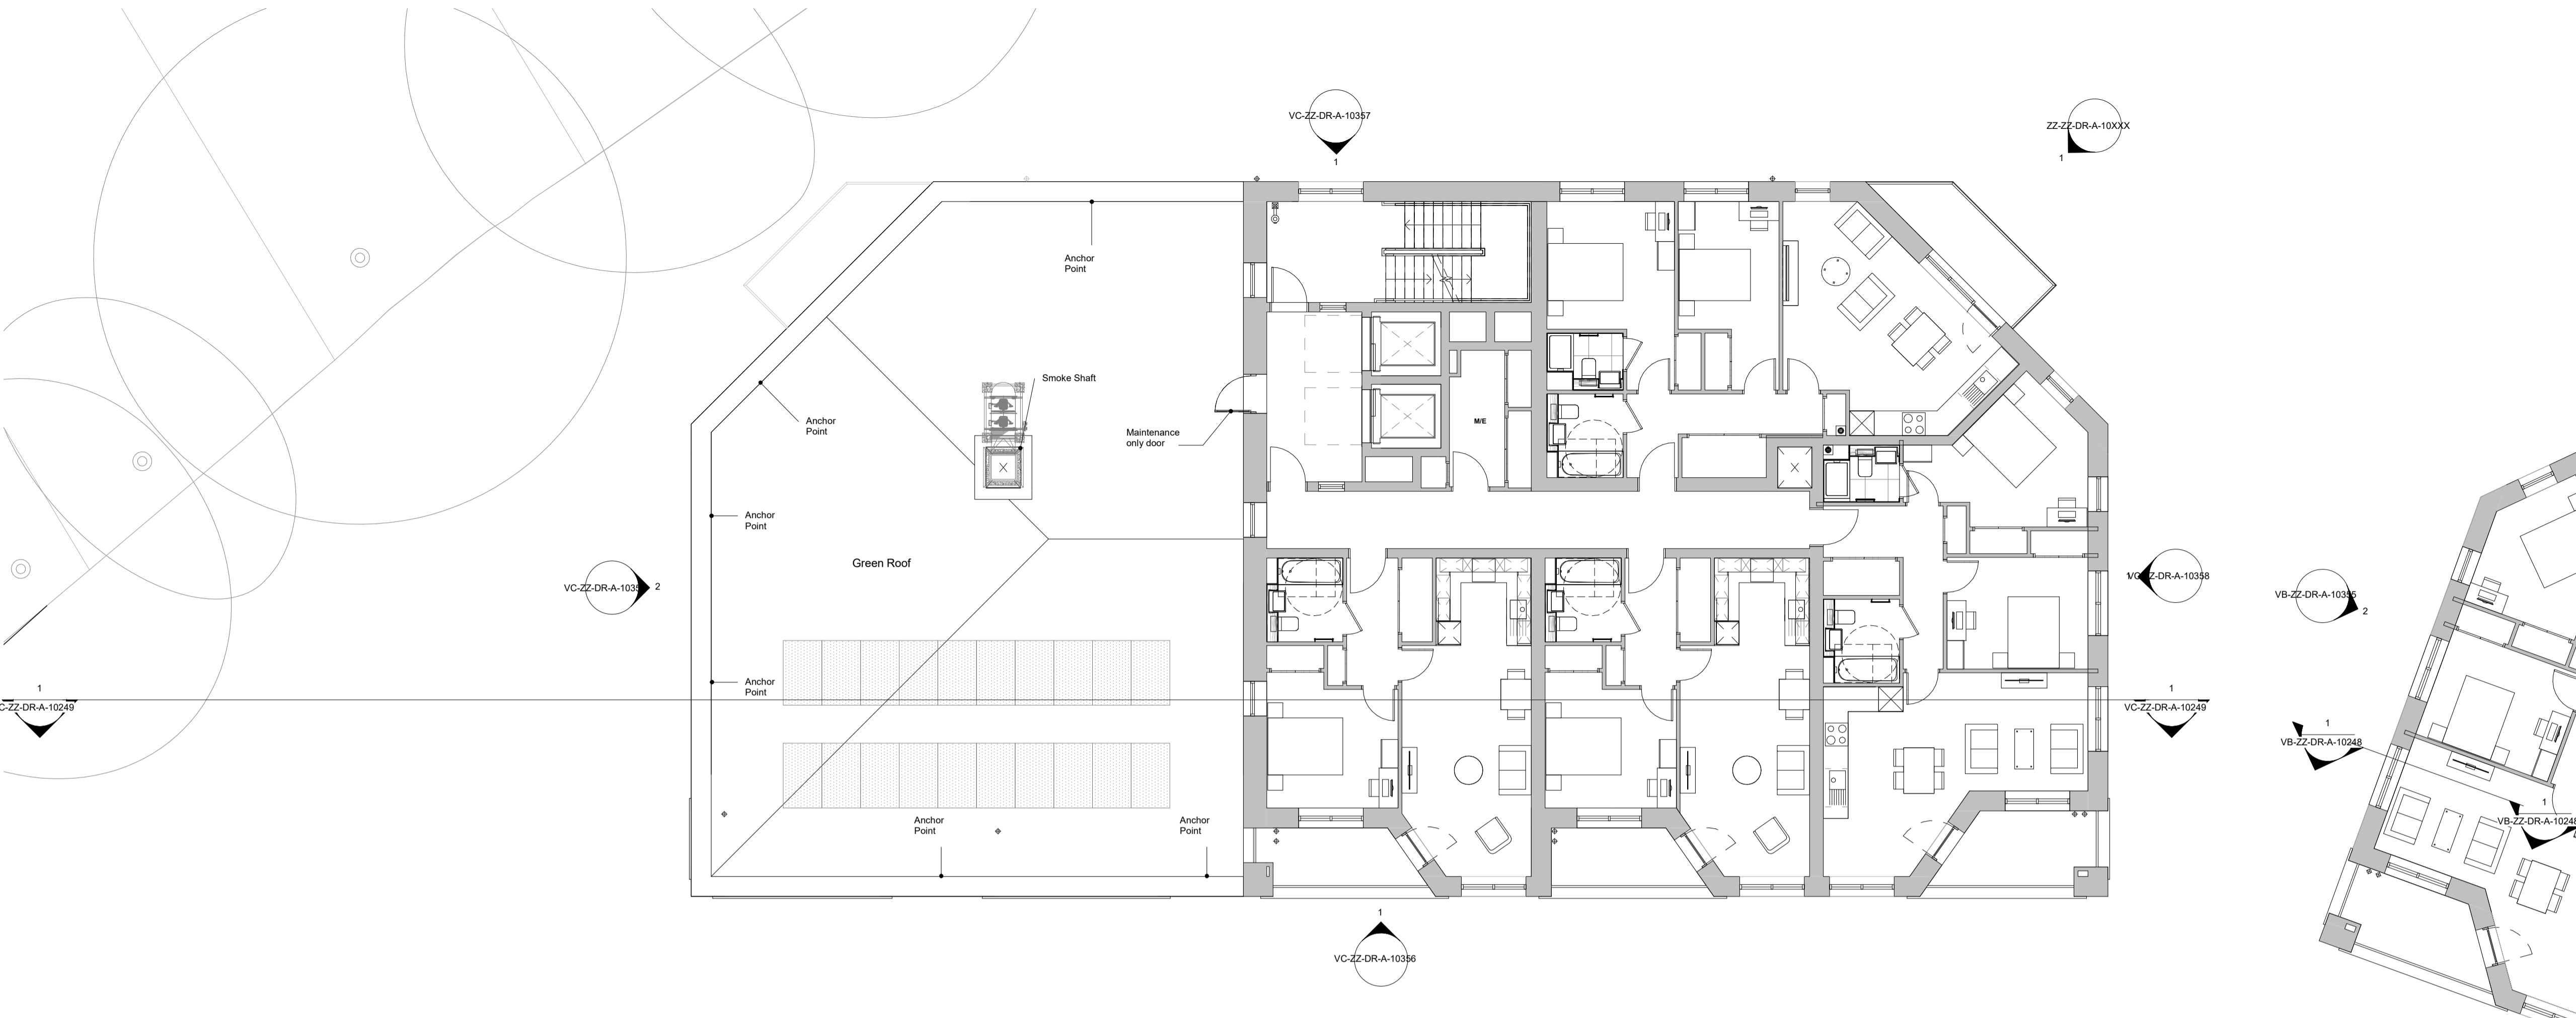 VC-ZZ-DR-A-10357
1
ZZ-ZZ-DR-A-10XXX
1
Anchor
Point
Smoke Shaft
Anchor
Point
Maintenance
only door
M/E
Anchor
Point
Green Roof
2
1
VB-ZZ-DR-A-10355
2
Anchor
Point
1
C-ZZ-DR-A-10249
1
VC-ZZ-DR-A-10249
1
VB-ZZ-DR-A-10248
1
VB-ZZ-DR-A-10248
Anchor
Point
Anchor
Point
1
VC-ZZ-DR-A-10356